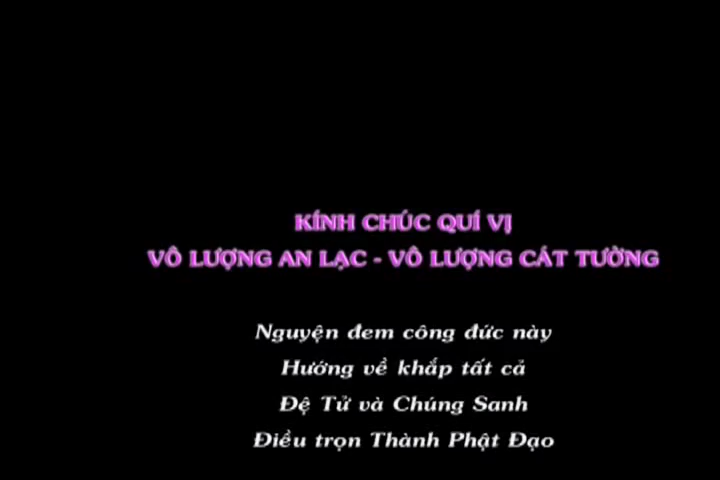 KÍNH CHÚC QUÍ VỊ
VÔ LƯỢNG AN LẠC - VÔ LƯỢNG CÁT TƯỜNG
Nguyện đem công đức này
Hướng về khắp tất cả
Đệ Tử và Chúng Sanh
Điều trọn Thành Phật Đạo